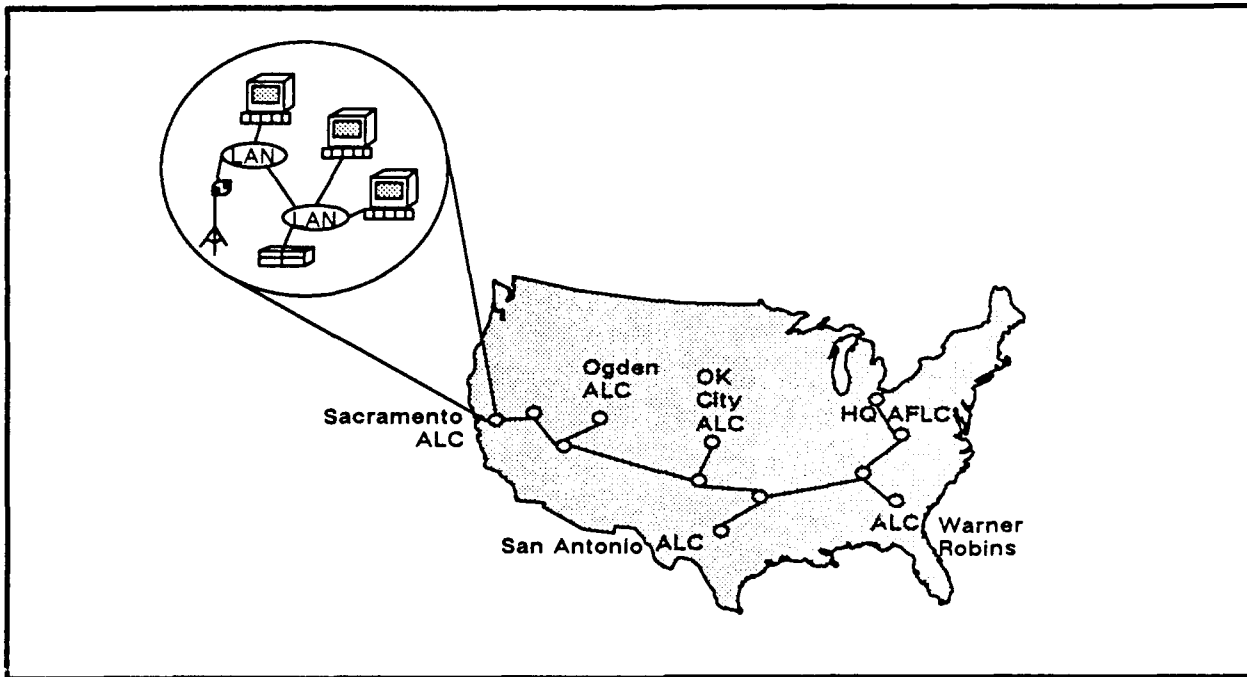 LAN
LAN
Ogden
ALC
OK
City
ALC
HQ AFLC
Sacramento
ALC
San Antonio ALC
ALC Warner
Robins